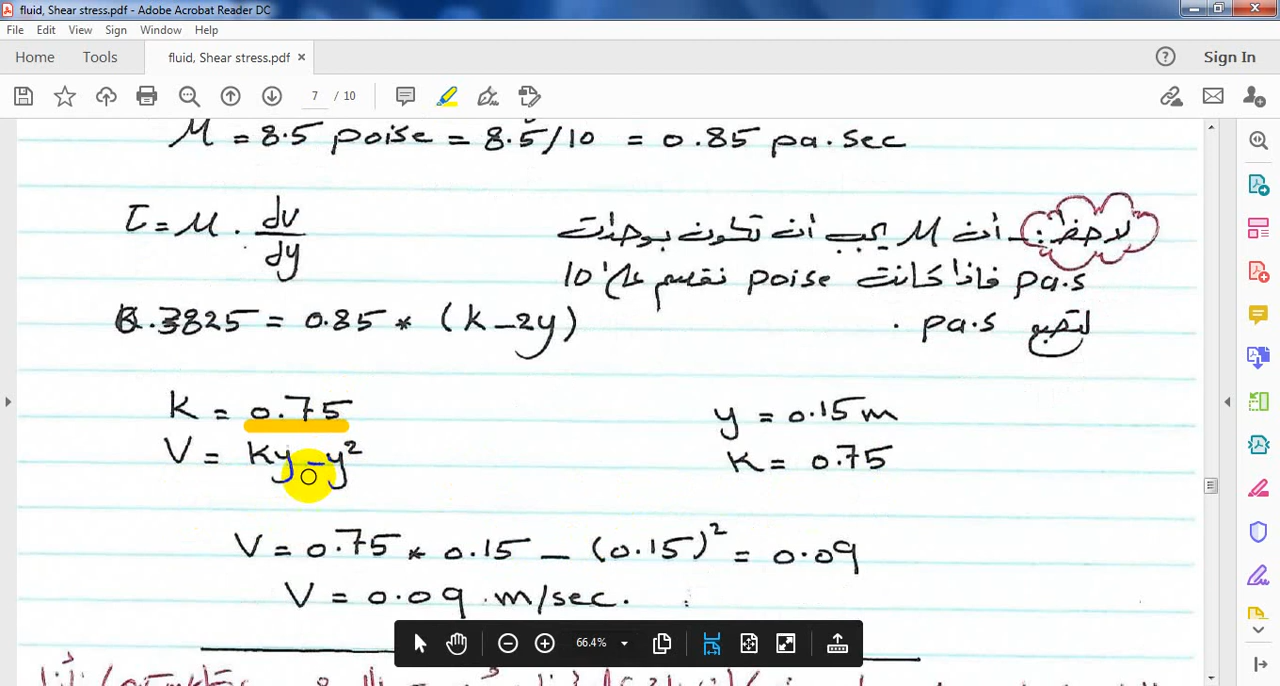 fluid, Shear stress.pdf - Adobe Acrobat Reader DC
File Edit View Sign Window Help
Home Tools fluid, Shear stress.pdf × Sign In
7 / 10
M = 8.5 poise = 8.5/10 = 0.85 pa.sec
τ = M . dv/dy
لاحظ :- أن M يجب أن تكون بوحدات
pa.s فاذا كانت poise نقسم على 10
لتصبح pa.s .
.3825 = 0.85 * (k - 2y)
K = 0.75
y = 0.15 m
V = Ky - y²
K = 0.75
V = 0.75 * 0.15 - (0.15)² = 0.09
V = 0.09 m/sec.
66.4%